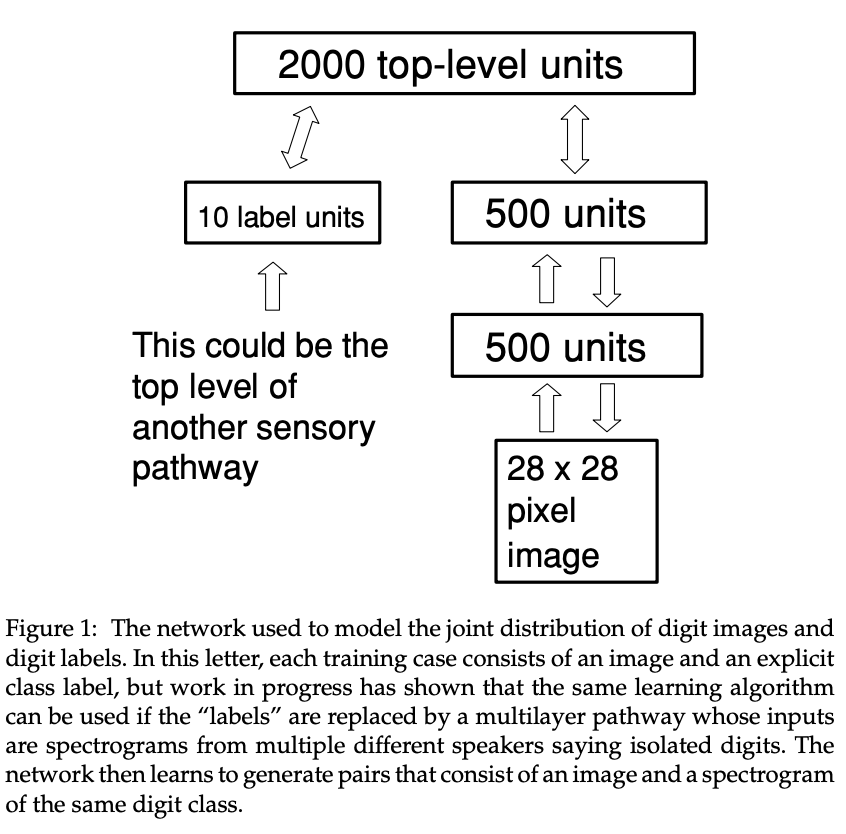 2000 top-level units
10 label units
500 units
This could be the
top level of
another sensory
pathway
500 units
28 x 28
pixel
image
Figure 1: The network used to model the joint distribution of digit images and
digit labels. In this letter, each training case consists of an image and an explicit
class label, but work in progress has shown that the same learning algorithm
can be used if the “labels” are replaced by a multilayer pathway whose inputs
are spectrograms from multiple different speakers saying isolated digits. The
network then learns to generate pairs that consist of an image and a spectrogram
of the same digit class.